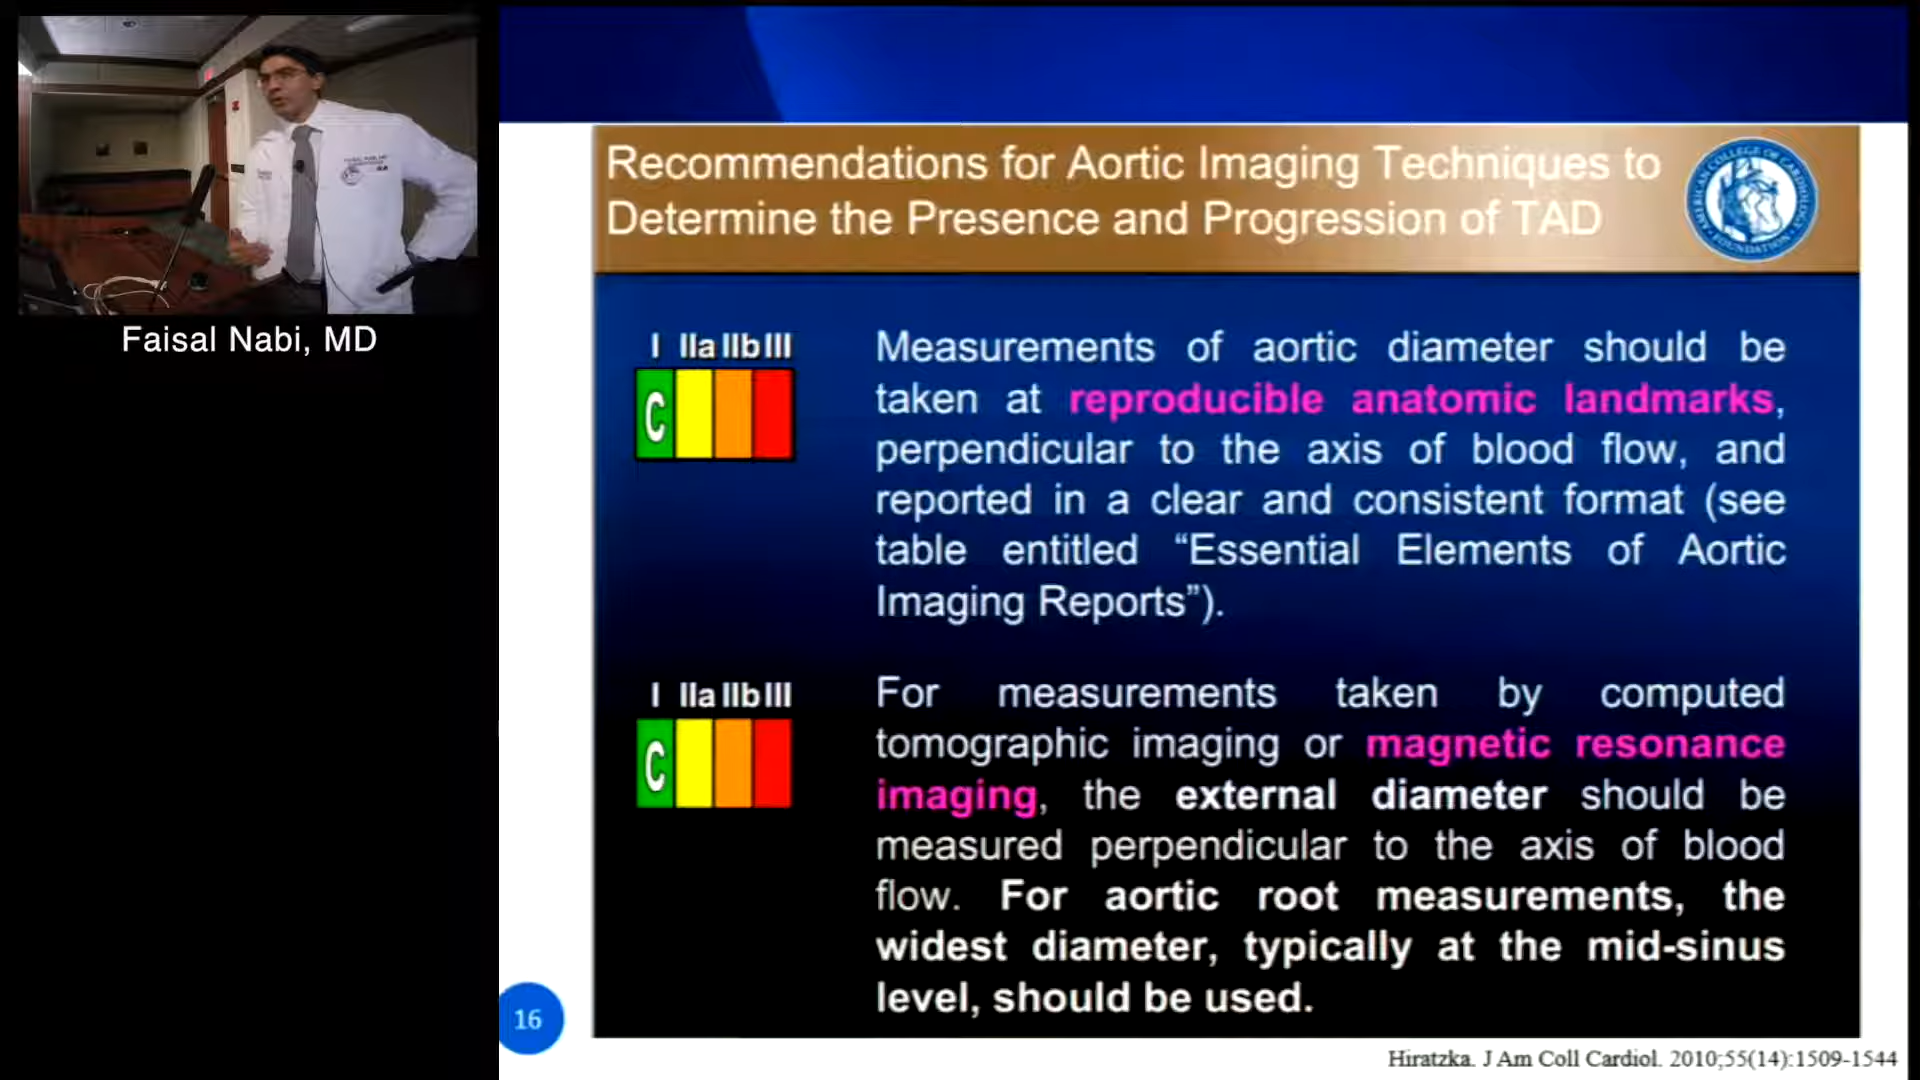 Faisal Nabi, MD
Recommendations for Aortic Imaging Techniques to
Determine the Presence and Progression of TAD
AMERICAN COLLEGE OF CARDIOLOGY
FOUNDATION
I IIa IIb III
C
Measurements of aortic diameter should be
taken at reproducible anatomic landmarks,
perpendicular to the axis of blood flow, and
reported in a clear and consistent format (see
table entitled “Essential Elements of Aortic
Imaging Reports”).
I IIa IIb III
C
For measurements taken by computed
tomographic imaging or magnetic resonance
imaging, the external diameter should be
measured perpendicular to the axis of blood
flow. For aortic root measurements, the
widest diameter, typically at the mid-sinus
level, should be used.
16
Hiratzka. J Am Coll Cardiol. 2010;55(14):1509-1544